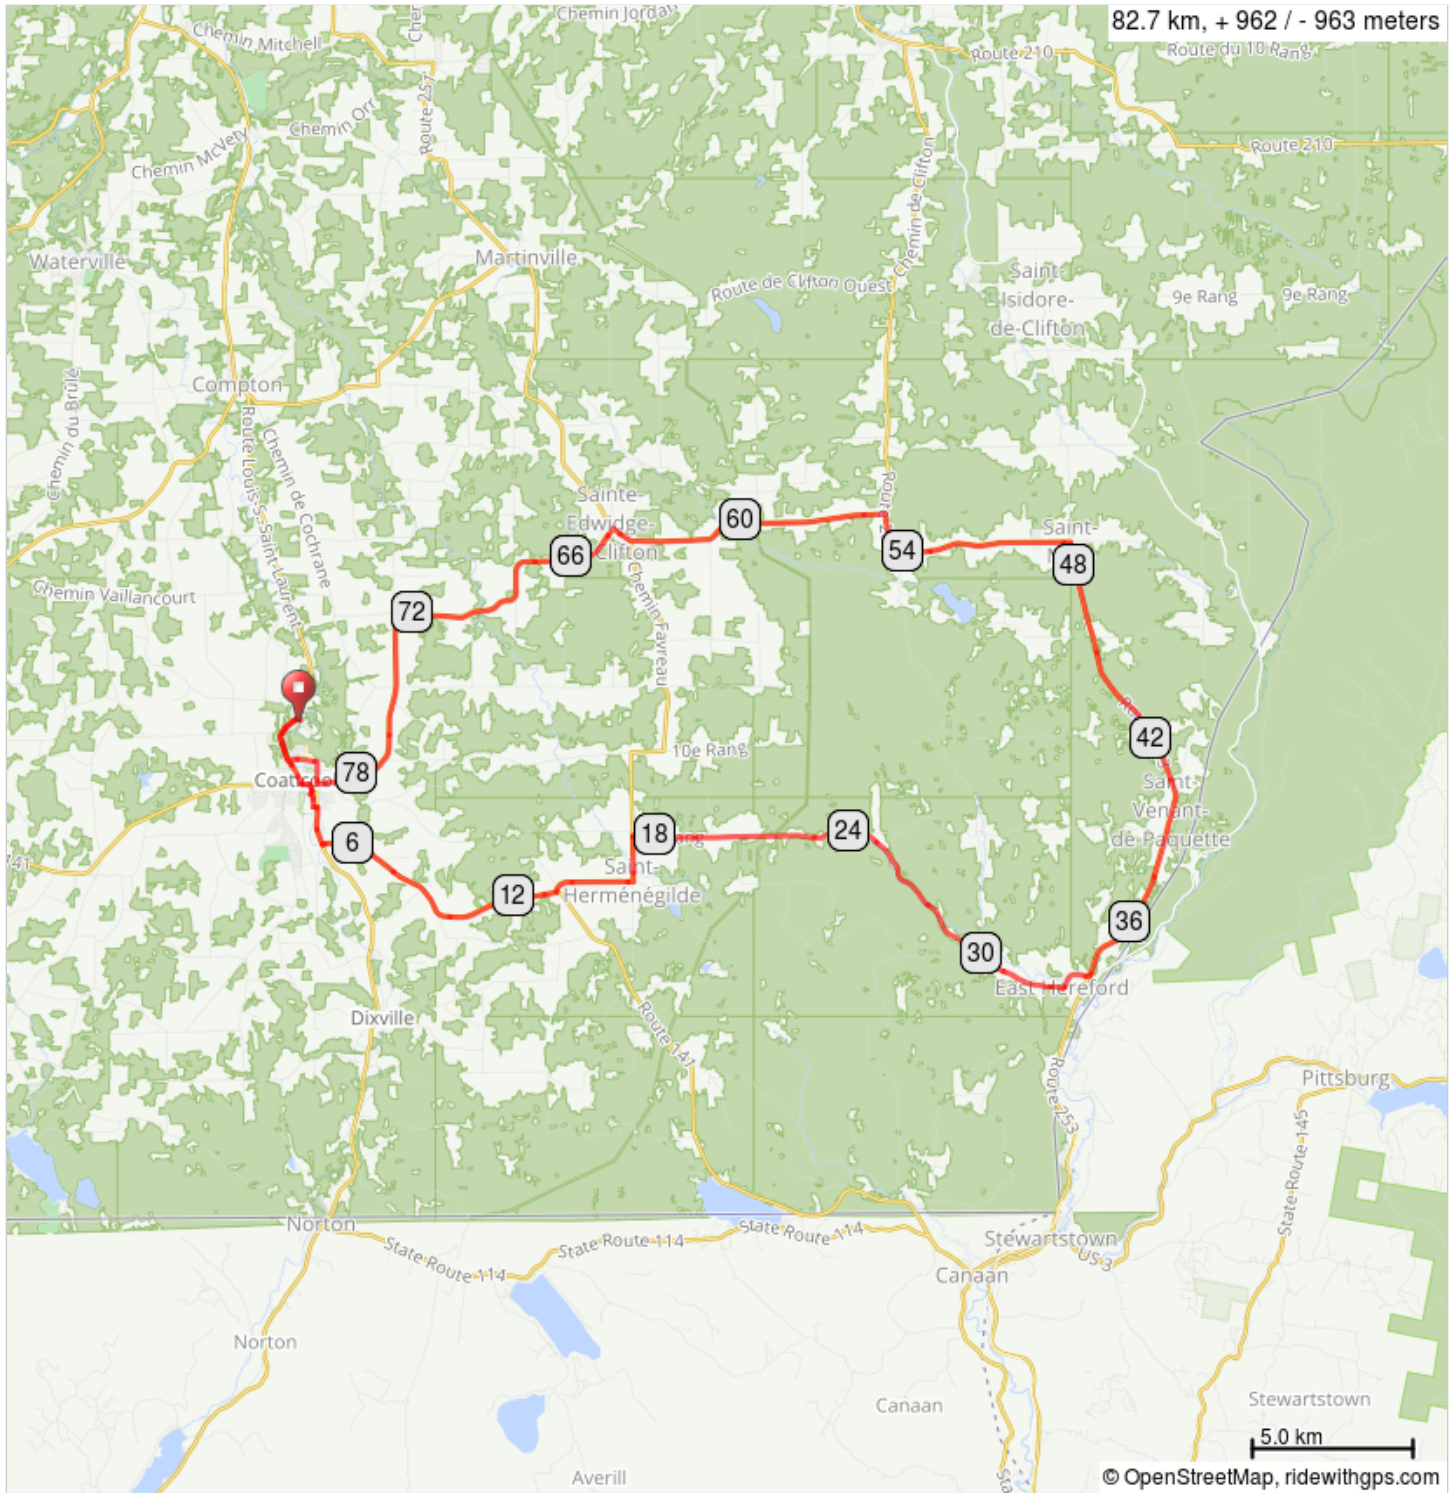 82.7 km, + 962 / - 963 meters
Chemin Jordan
Chemin Mitchell
Route 210
Route du 10 Rang
Chemin Orr
Route 257
Chemin McVety
Route 210
Chemin de Clifton
Waterville
Martinville
Route de Clifton Ouest
Saint-
Isidore-
de-Clifton
9e Rang
9e Rang
Compton
Chemin du Brûlé
Route Louis-S.-Saint-Laurent
Chemin de Cochrane
Sainte-
Edwidge-
Clifton
60
66
54
Saint-
48
Chemin Vaillancourt
72
Chemin Favreau
10e Rang
42
78
Saint-
Venant-
de-Paquette
6
18
24
12
Saint-
Herménégilde
36
30
East Hereford
Dixville
Route 141
Route 253
Pittsburg
State Route 145
141
Norton
State Route 114
State Route 114
State Route 114
Stewartstown
US 3
Canaan
Norton
Canaan
Stewartstown
5.0 km
Averill
© OpenStreetMap, ridewithgps.com